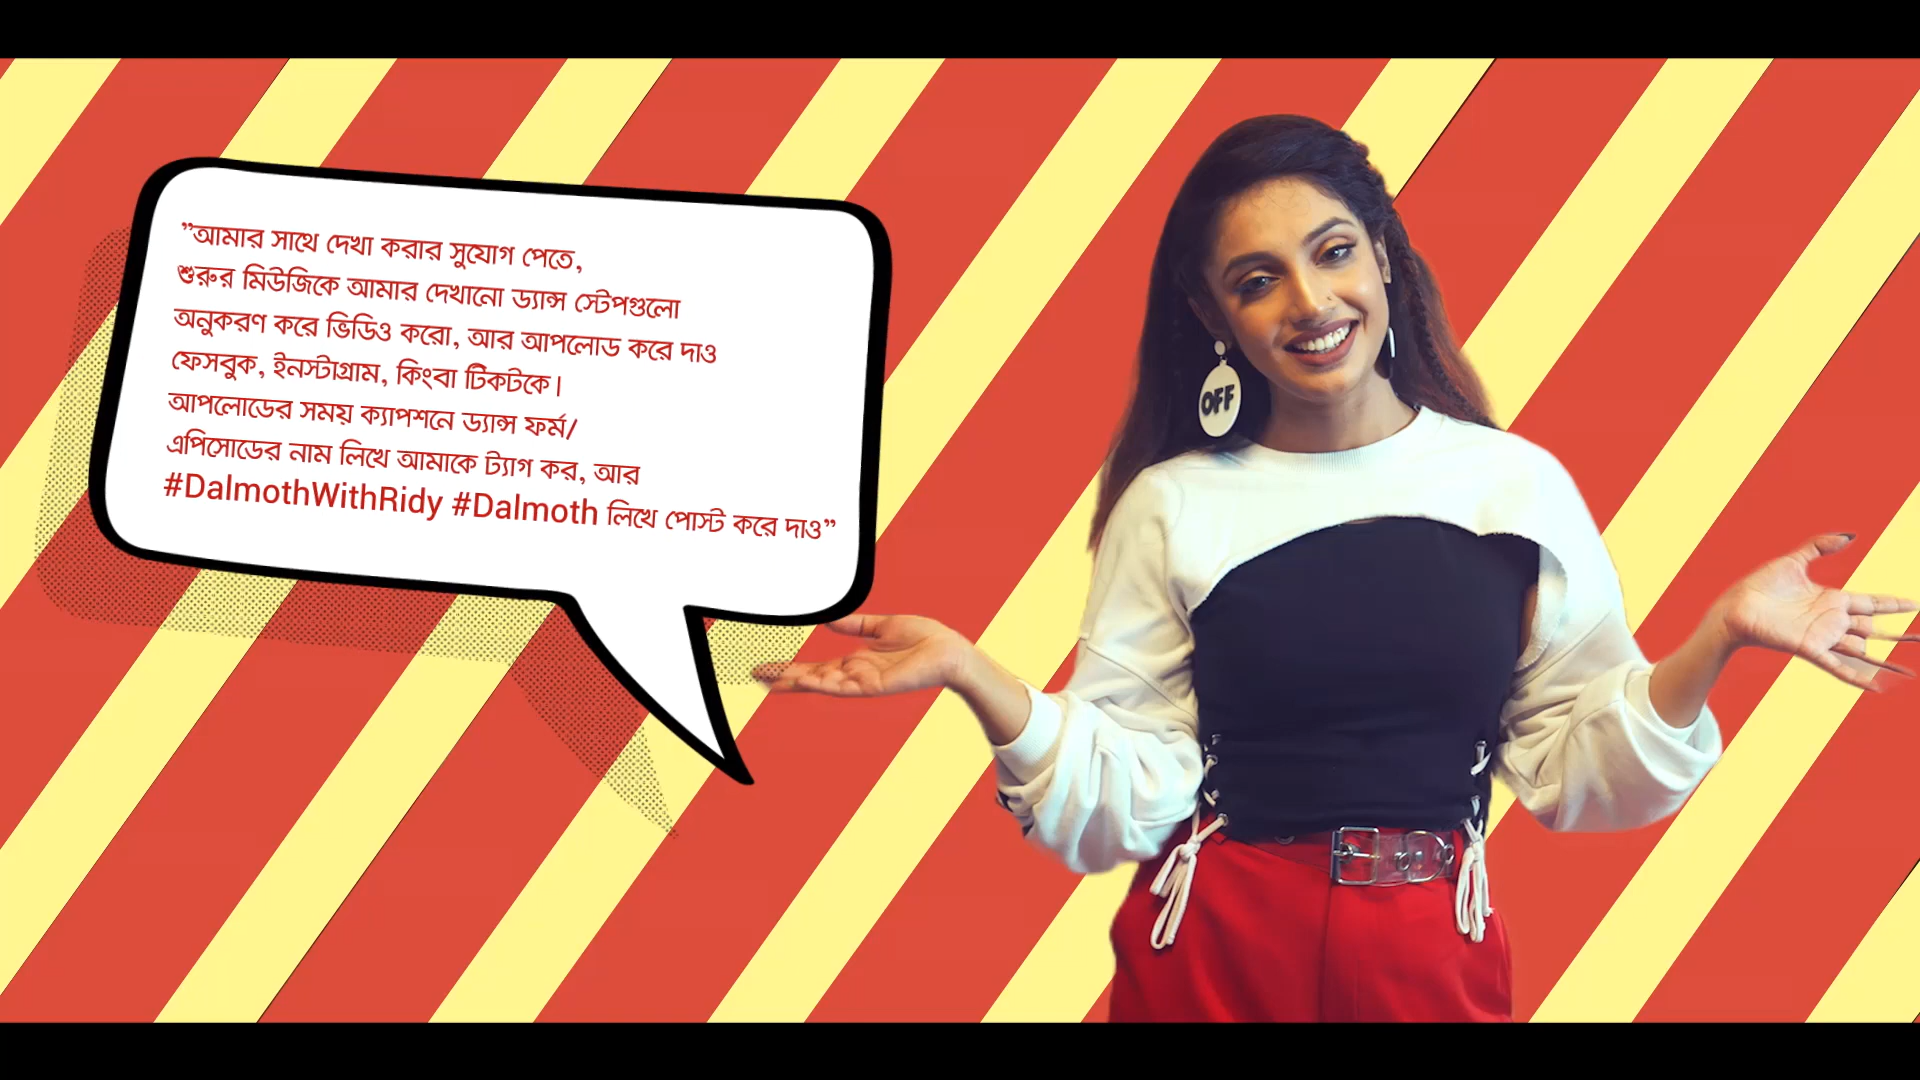 ”আমার সাথে দেখা করার সুযোগ পেতে,
শুরুর মিউজিকে আমার দেখানো ড্যান্স স্টেপগুলো
অনুকরণ করে ভিডিও করো, আর আপলোড করে দাও
ফেসবুক, ইনস্টাগ্রাম, কিংবা টিকটকে।
আপলোডের সময় ক্যাপশনে ড্যান্স ফর্ম/
এপিসোডের নাম লিখে আমাকে ট্যাগ কর, আর
#DalmothWithRidy #Dalmoth লিখে পোস্ট করে দাও”
OFF